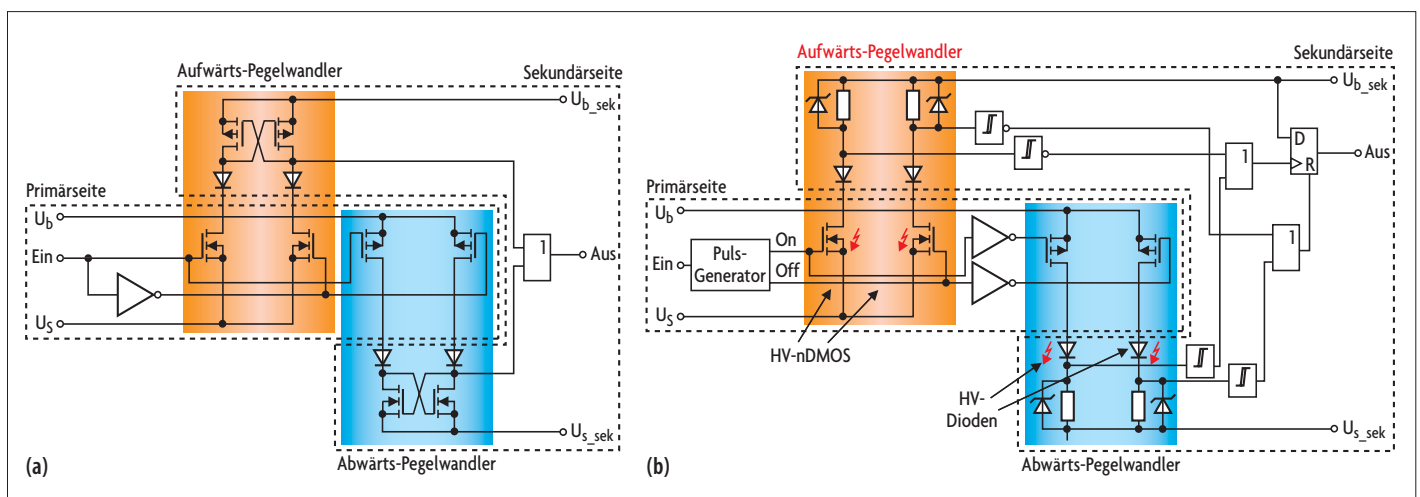 Aufwärts-Pegelwandler
Sekundärseite
U_b_sek
Primärseite
U_b
Ein
U_S
1
Aus
U_s_sek
Abwärts-Pegelwandler
(a)
Aufwärts-Pegelwandler
Sekundärseite
U_b_sek
D
R
1
Aus
Primärseite
U_b
On
Ein
Puls-
Generator
Off
1
U_S
HV-nDMOS
HV-
Dioden
U_s_sek
Abwärts-Pegelwandler
(b)